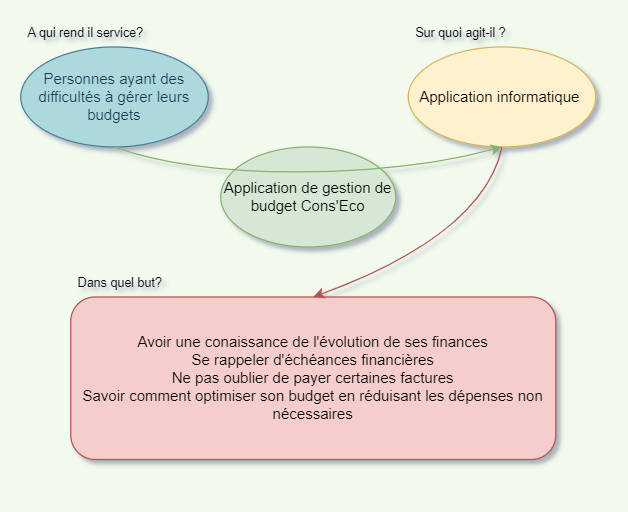 A qui rend il service?
Sur quoi agit-il ?
Personnes ayant des
difficultés à gérer leurs
budgets
Application informatique
Application de gestion de
budget Cons'Eco
Dans quel but?
Avoir une conaissance de l'évolution de ses finances
Se rappeler d'échéances financières
Ne pas oublier de payer certaines factures
Savoir comment optimiser son budget en réduisant les dépenses non
nécessaires